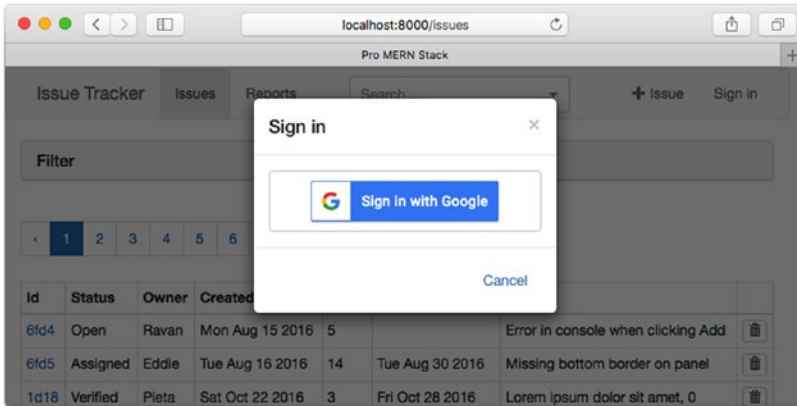 localhost:8000/issues
Pro MERN Stack
Issue Tracker Issues Reports Search ... + Issue Sign in
Sign in ×
Filter
G Sign in with Google
‹ 1 2 3 4 5 6
Cancel
Id Status Owner Created
6fd4 Open Ravan Mon Aug 15 2016 5 Error in console when clicking Add
6fd5 Assigned Eddie Tue Aug 16 2016 14 Tue Aug 30 2016 Missing bottom border on panel
1d18 Verified Pieta Sat Oct 22 2016 3 Fri Oct 28 2016 Lorem ipsum dolor sit amet, 0